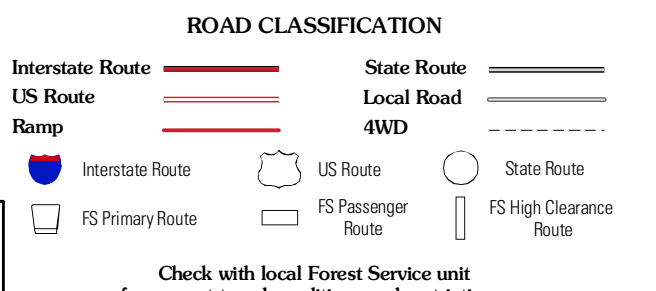 ROAD CLASSIFICATION
Interstate Route
State Route
US Route
Local Road
Ramp
4WD
Interstate Route
US Route
State Route
FS Primary Route
FS Passenger
Route
FS High Clearance
Route
Check with local Forest Service unit